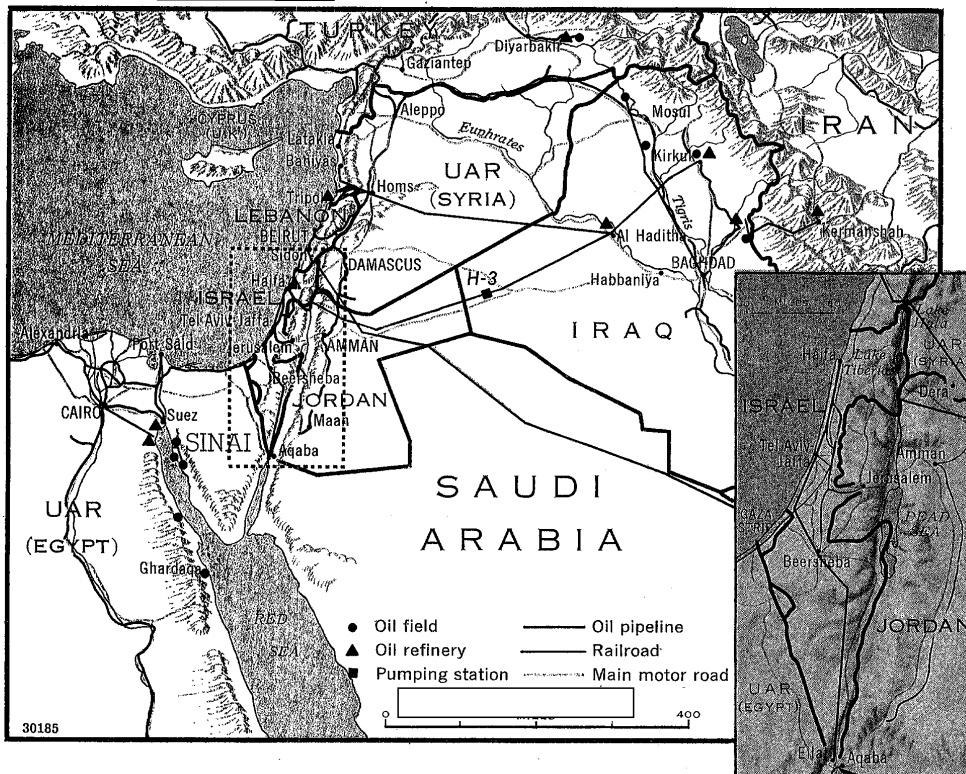 TURKEY
Diyarbakir
Gaziantep
Aleppo
Mosul
IRAN
CYPRUS
(U.K.)
Latakia
Baniyas
Euphrates
UAR
(SYRIA)
Kirkuk
Tigris
Homs
Tripoli
LEBANON
BEIRUT
MEDITERRANEAN
SEA
Al Haditha
Kermanshah
Sidon
DAMASCUS
BAGHDAD
Haifa
H-3
Habbaniya
ISRAEL
Tel Aviv
Jaffa
IRAQ
Alexandria
Port Said
Jerusalem
AMMAN
Beersheba
JORDAN
CAIRO
Suez
Maan
SINAI
Aqaba
SAUDI
ARABIA
UAR
(EGYPT)
Ghardaqa
RED
SEA
Oil field
Oil pipeline
Oil refinery
Railroad
Pumping station
Main motor road
0
400
30185
Lake
Hula
UAR
(SYRIA)
Haifa
Lake
Tiberias
Dera
ISRAEL
Tel Aviv
Jaffa
Amman
Jerusalem
GAZA
STRIP
DEAD
SEA
Beersheba
JORDAN
UAR
(EGYPT)
Eilat
Aqaba